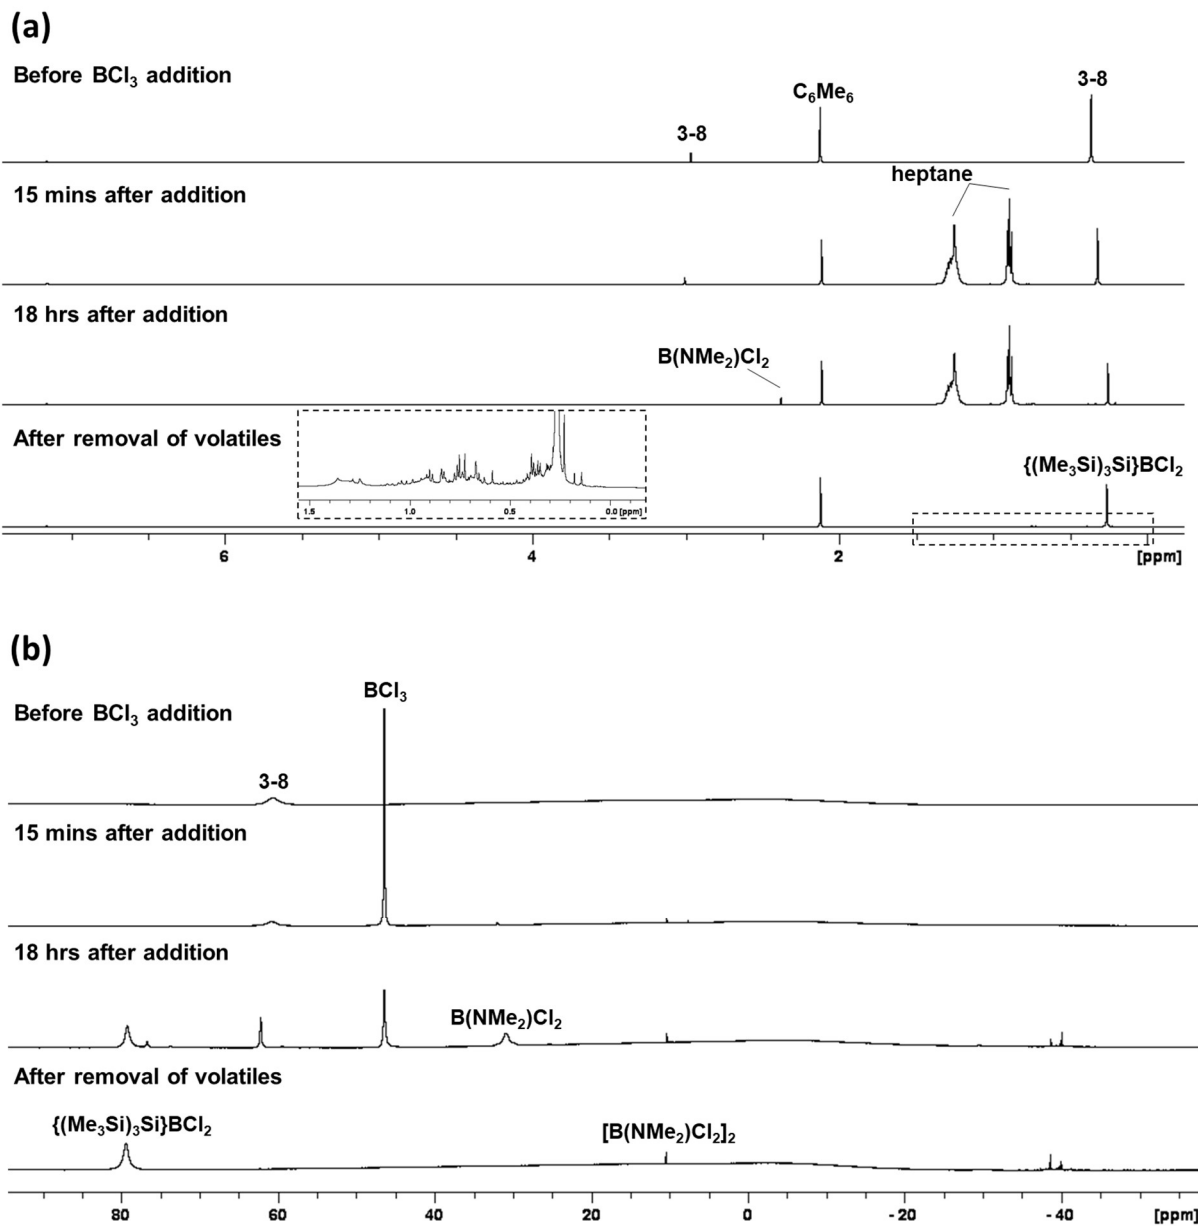 (a)
Before BCl₃ addition
3-8
C₆Me₆
3-8
15 mins after addition
heptane
18 hrs after addition
B(NMe₂)Cl₂
After removal of volatiles
1.5 1.0 0.5 0.0 [ppm]
{(Me₃Si)₃Si}BCl₂
6 4 2 [ppm]
(b)
Before BCl₃ addition
BCl₃
3-8
15 mins after addition
18 hrs after addition
B(NMe₂)Cl₂
After removal of volatiles
{(Me₃Si)₃Si}BCl₂
[B(NMe₂)Cl₂]₂
80 60 40 20 0 -20 -40 [ppm]